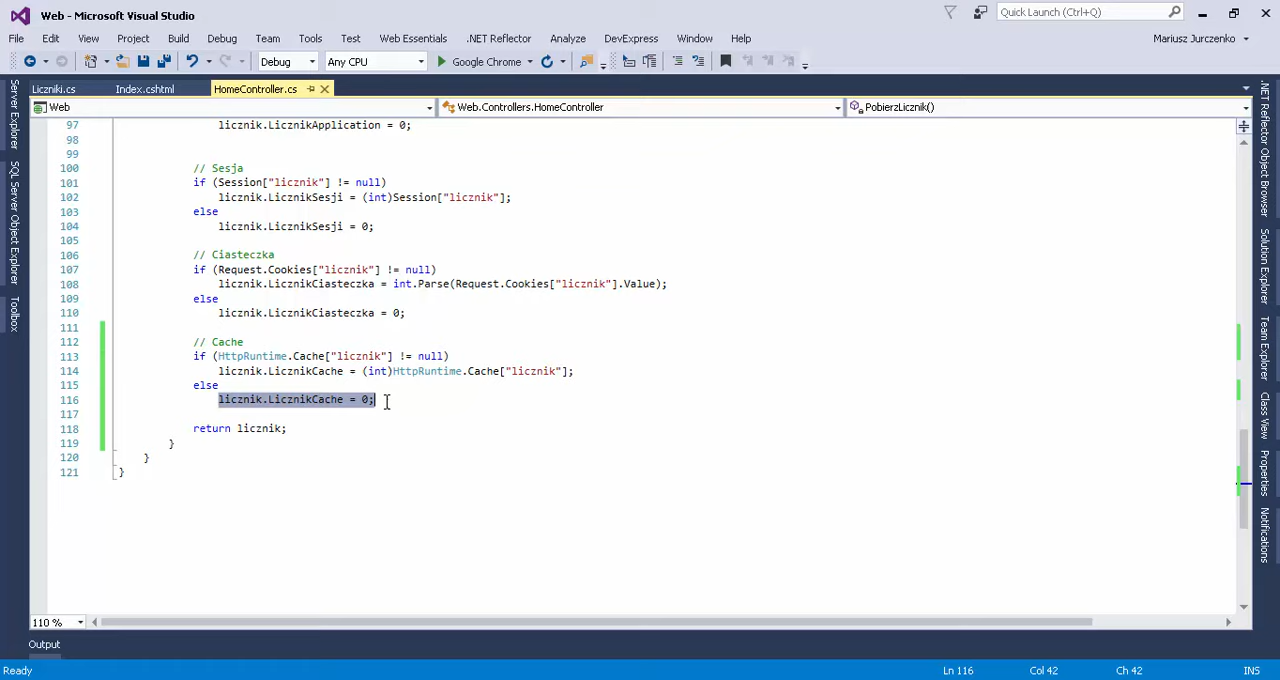 Web - Microsoft Visual Studio
Quick Launch (Ctrl+Q)
File Edit View Project Build Debug Team Tools Test Web Essentials .NET Reflector Analyze DevExpress Window Help
Mariusz Jurczenko
Debug Any CPU Google Chrome
Liczniki.cs Index.cshtml HomeController.cs
Web Web.Controllers.HomeController PobierzLicznik()
Server Explorer
SQL Server Object Explorer
Toolbox
97 licznik.LicznikApplication = 0;
98
99
100 // Sesja
101 if (Session["licznik"] != null)
102 licznik.LicznikSesji = (int)Session["licznik"];
103 else
104 licznik.LicznikSesji = 0;
105
106 // Ciasteczka
107 if (Request.Cookies["licznik"] != null)
108 licznik.LicznikCiasteczka = int.Parse(Request.Cookies["licznik"].Value);
109 else
110 licznik.LicznikCiasteczka = 0;
111
112 // Cache
113 if (HttpRuntime.Cache["licznik"] != null)
114 licznik.LicznikCache = (int)HttpRuntime.Cache["licznik"];
115 else
116 licznik.LicznikCache = 0;
117
118 return licznik;
119 }
120 }
121 }
.NET Reflector Object Browser
Solution Explorer
Class View
Team Explorer
Properties
Notifications
110 %
Output
Ready Ln 116 Col 42 Ch 42 INS